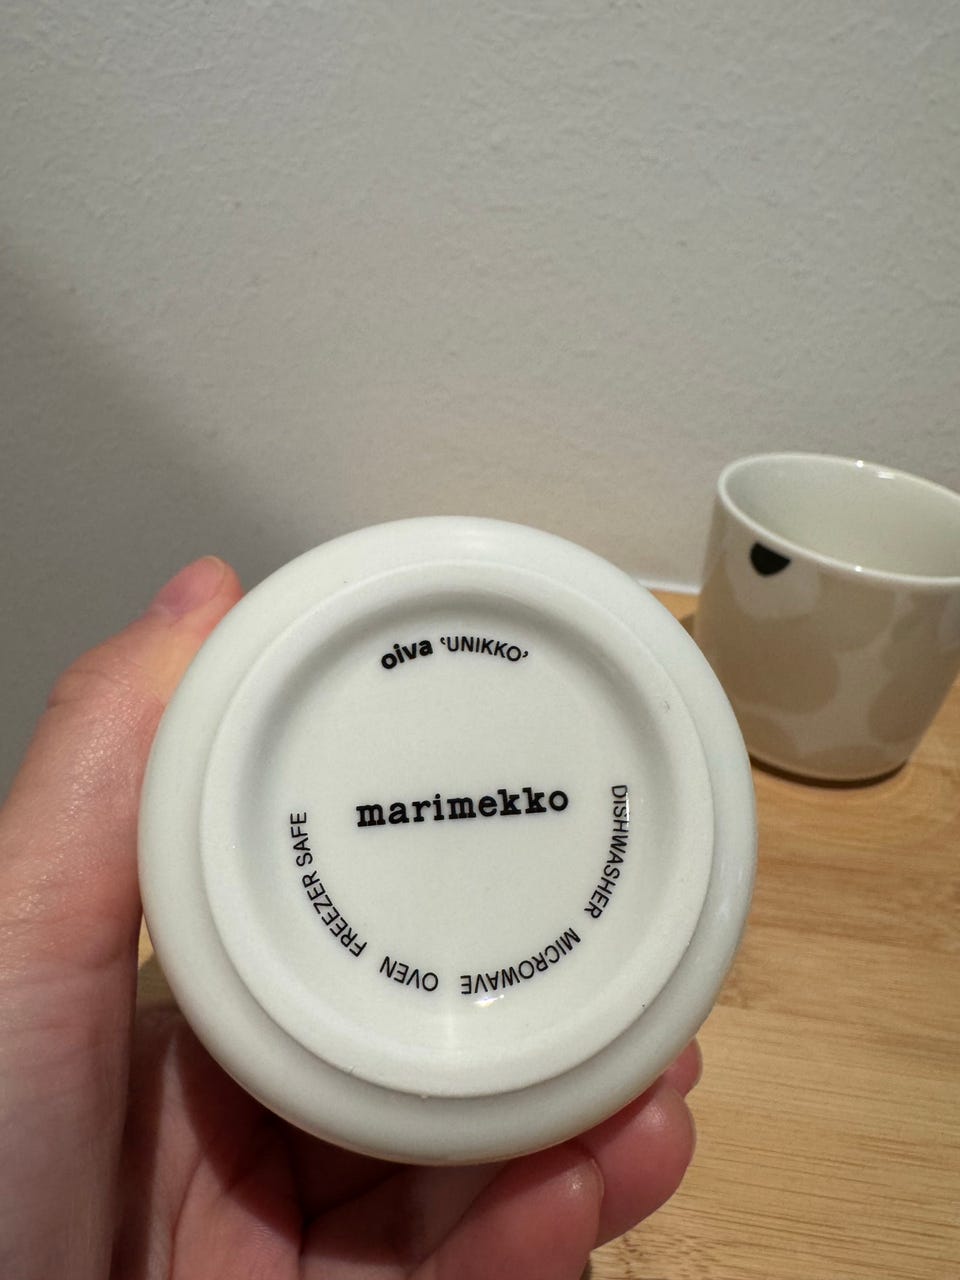 oiva ‘UNIKKO’
marimekko
DISHWASHER MICROWAVE OVEN FREEZER SAFE